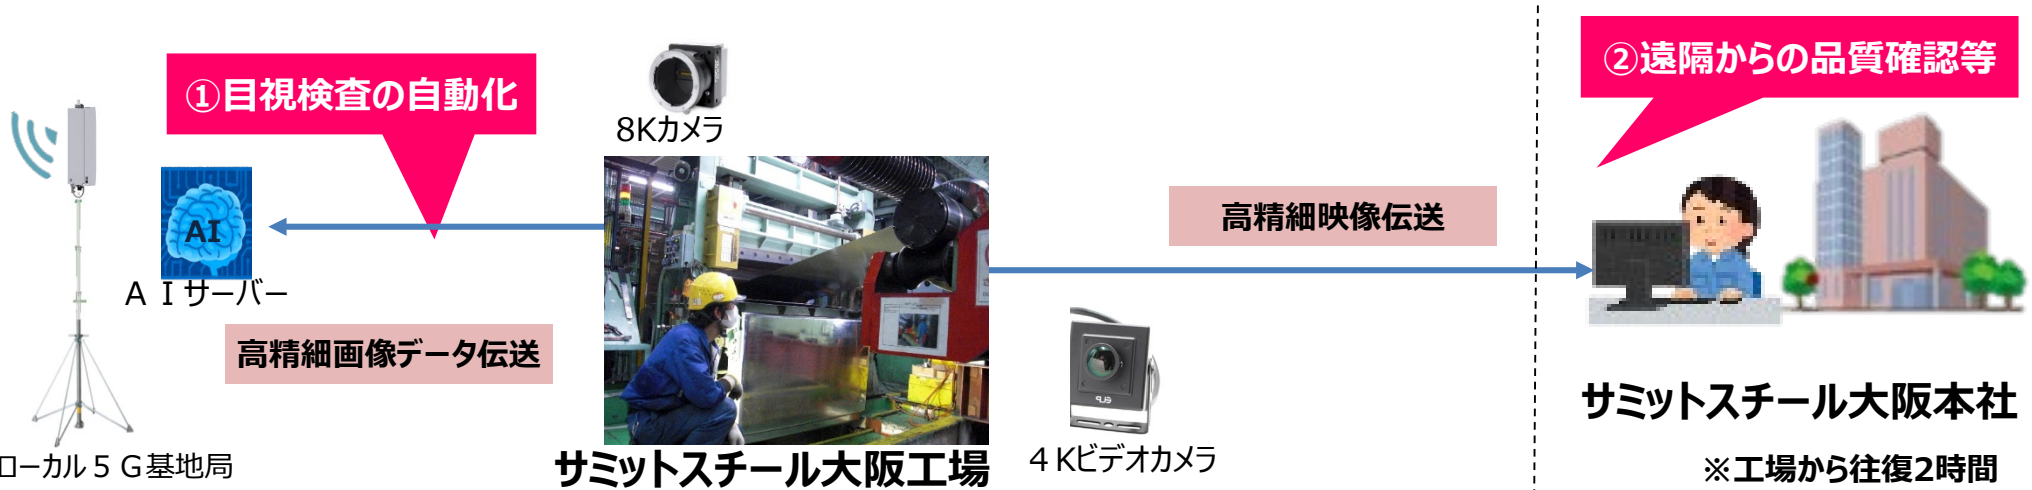 ①目視検査の自動化
8Kカメラ
②遠隔からの品質確認等
AI
ＡＩサーバー
高精細画像データ伝送
高精細映像伝送
４Kビデオカメラ
ローカル５Ｇ基地局
サミットスチール大阪工場
サミットスチール大阪本社
※工場から往復2時間